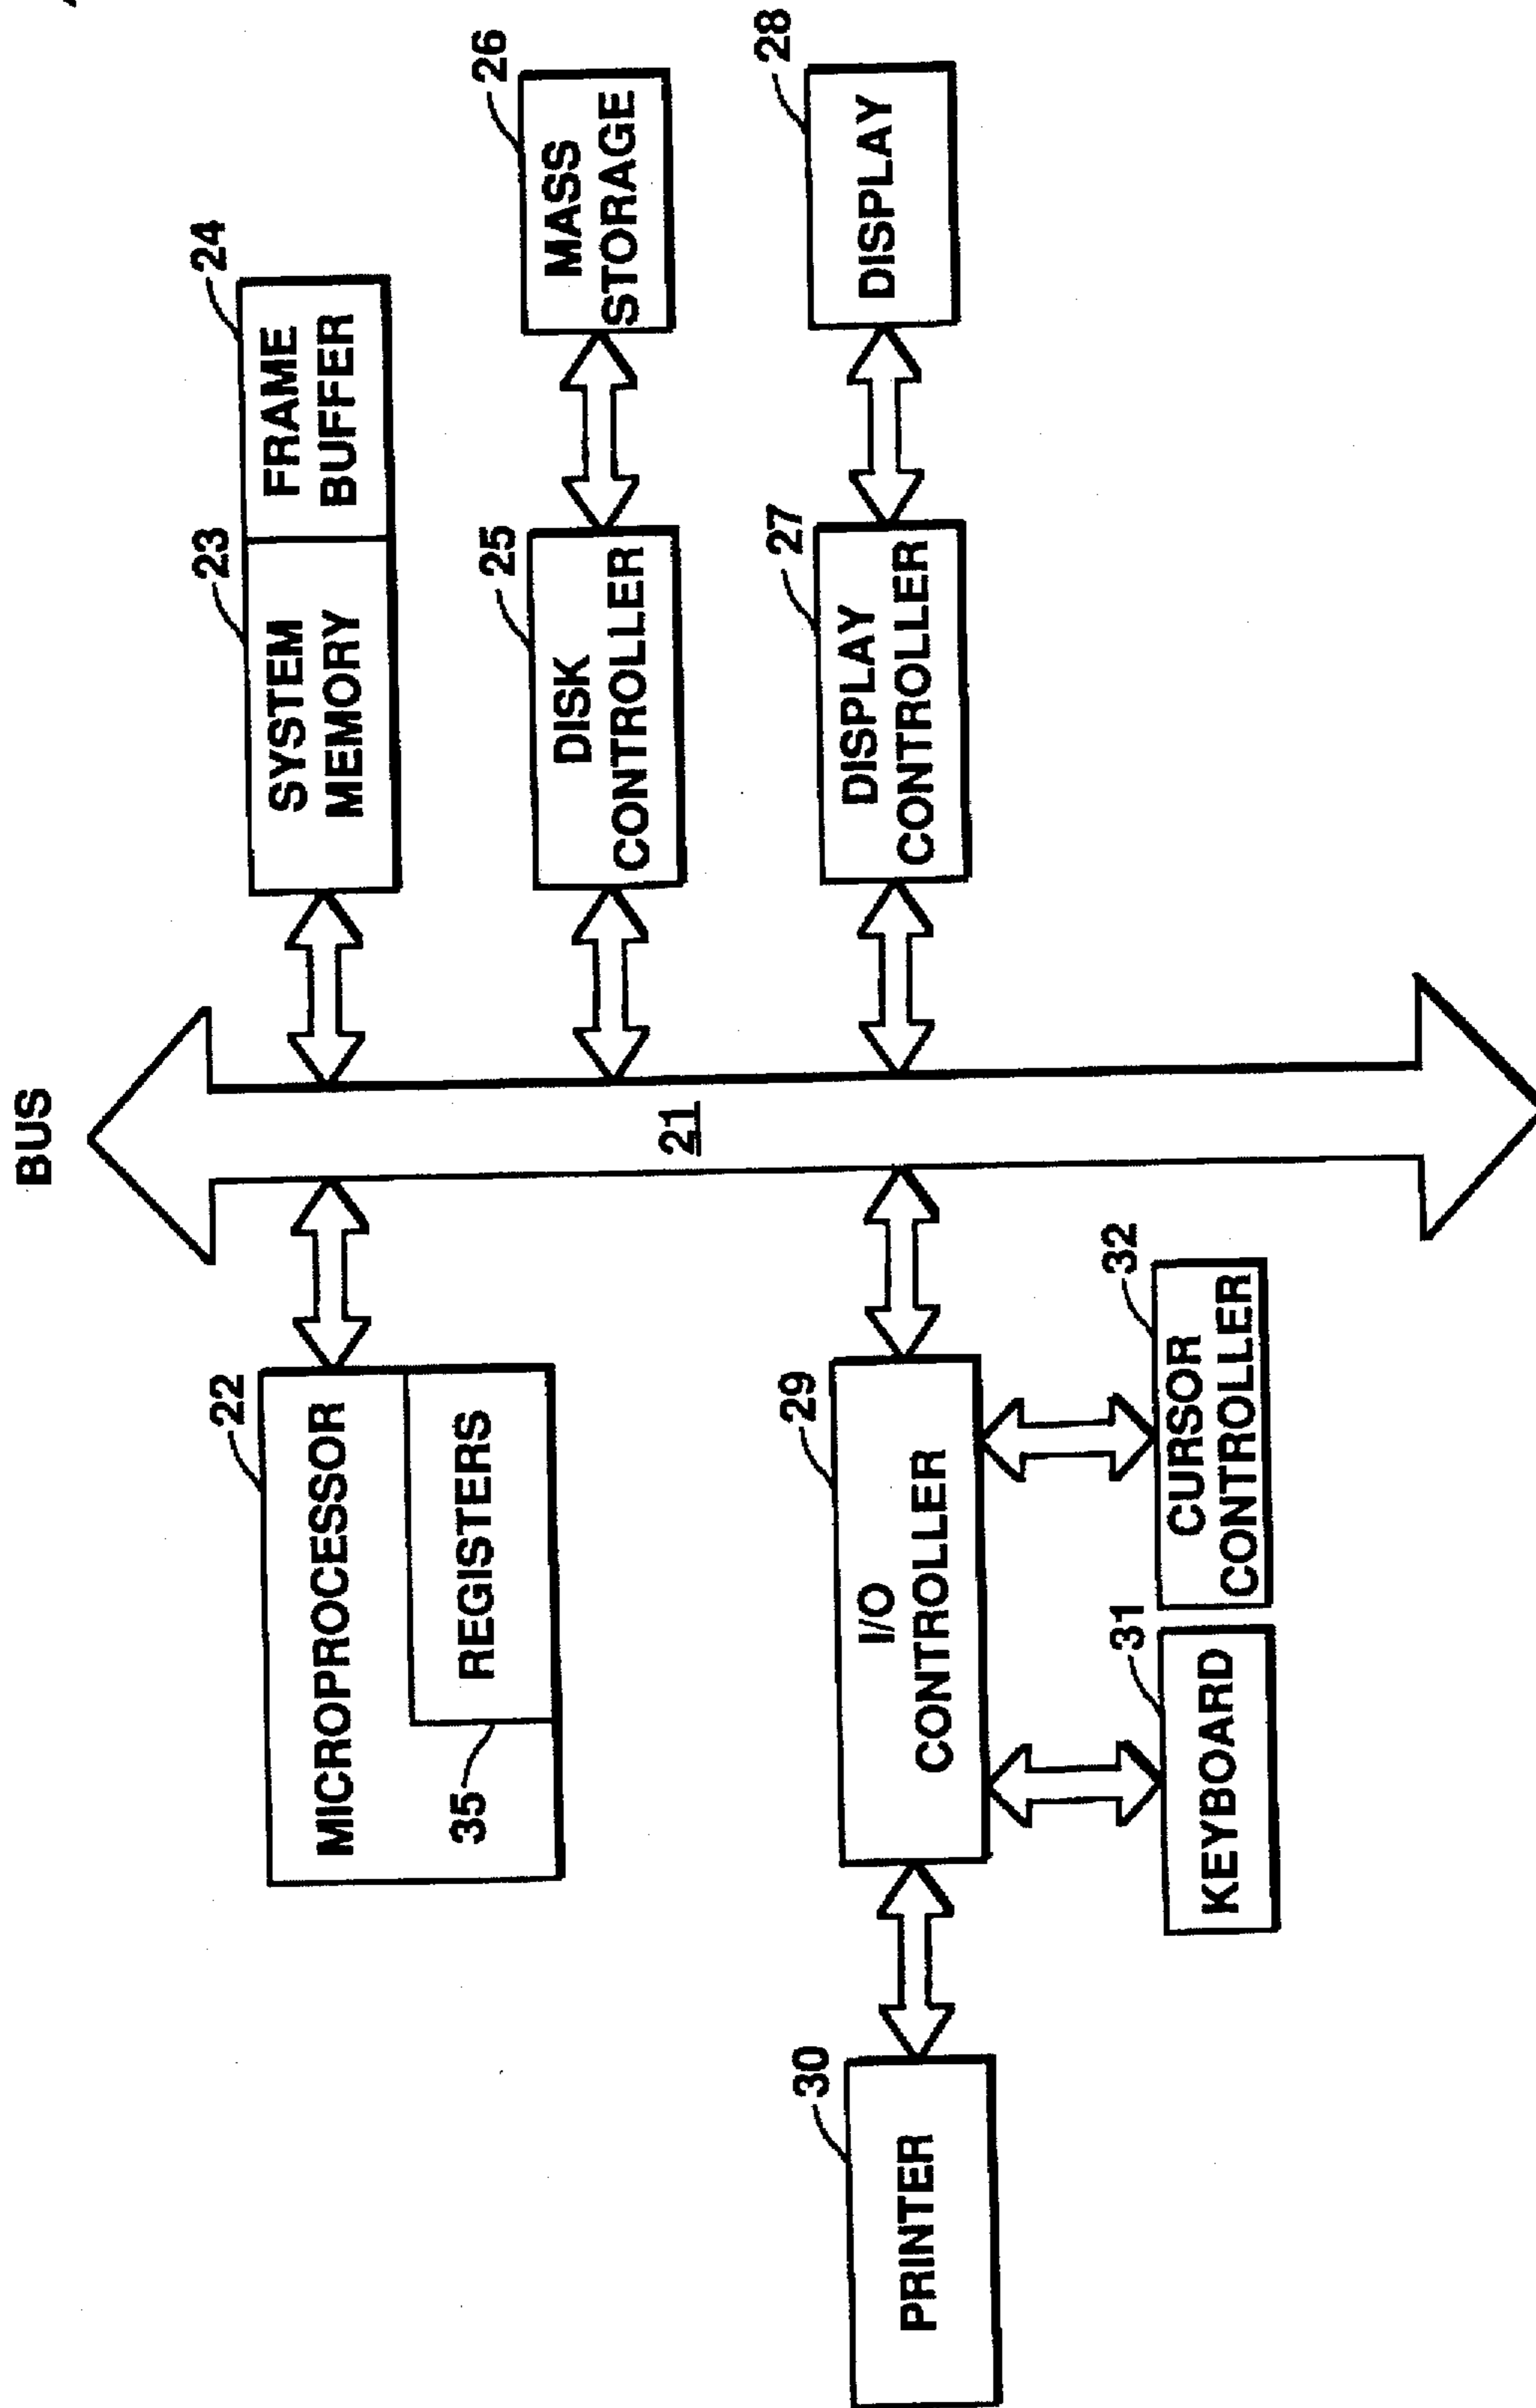 BUS
22
MICROPROCESSOR
REGISTERS
35
23
SYSTEM
MEMORY
24
FRAME
BUFFER
21
25
DISK
CONTROLLER
26
MASS
STORAGE
27
DISPLAY
CONTROLLER
28
DISPLAY
29
I/O
CONTROLLER
30
PRINTER
31
KEYBOARD
32
CURSOR
CONTROLLER